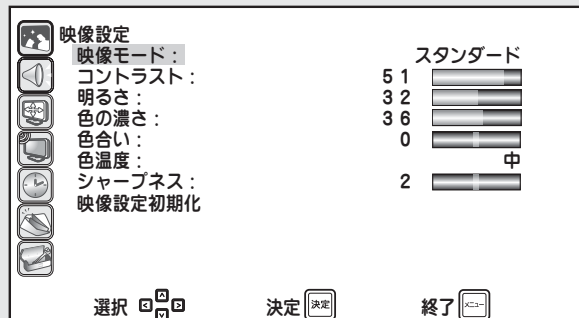 映像設定
映像モード： スタンダード
コントラスト： 51
明るさ： 32
色の濃さ： 36
色合い： 0
色温度： 中
シャープネス： 2
映像設定初期化
選択 決定 決定 終了 メニュー